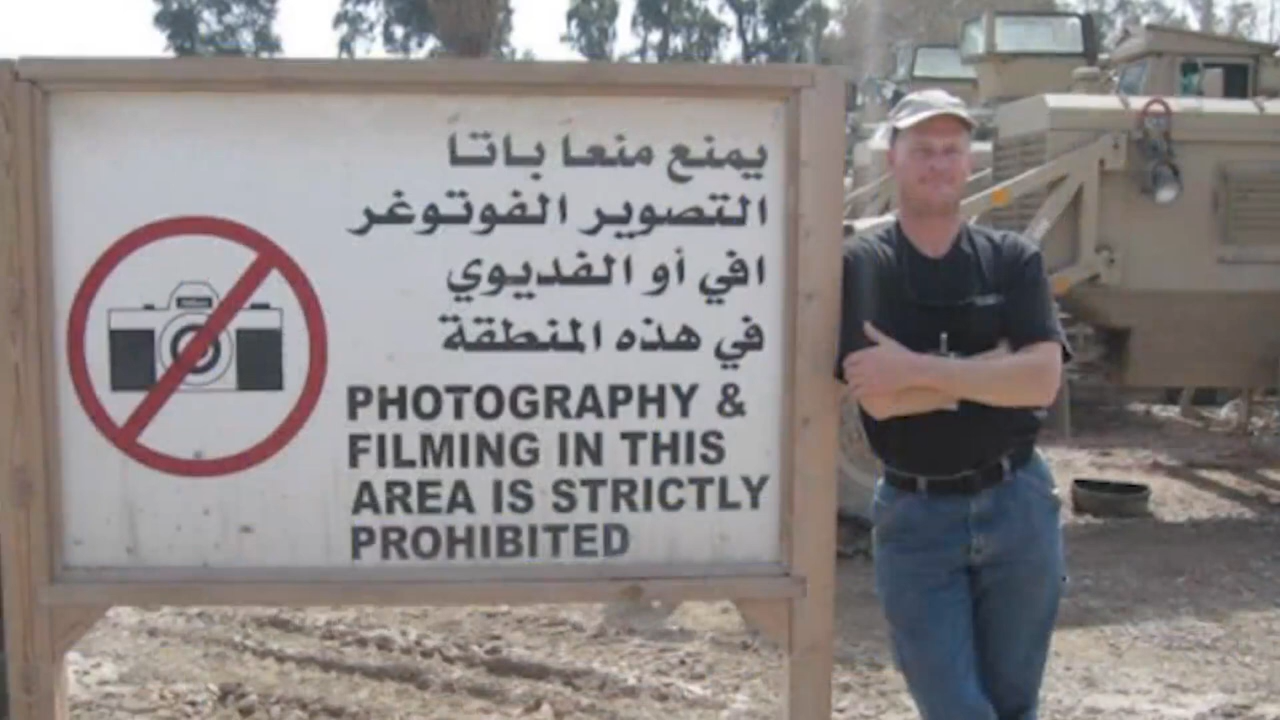 يمنع منعا باتا
التصوير الفوتوغر
افي أو الفديوي
في هذه المنطقة
PHOTOGRAPHY &
FILMING IN THIS
AREA IS STRICTLY
PROHIBITED